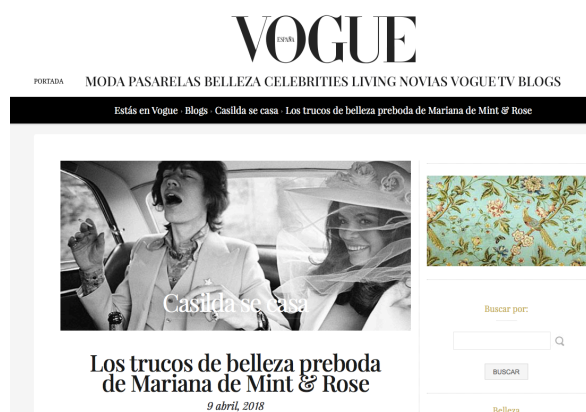 VOGUE
ESPAÑA
PORTADA
MODA PASARELAS BELLEZA CELEBRITIES LIVING NOVIAS VOGUE TV BLOGS
Estás en Vogue · Blogs · Casilda se casa · Los trucos de belleza preboda de Mariana de Mint & Rose
Casilda se casa
Buscar por:
BUSCAR
Los trucos de belleza preboda
de Mariana de Mint & Rose
9 abril, 2018
Belleza